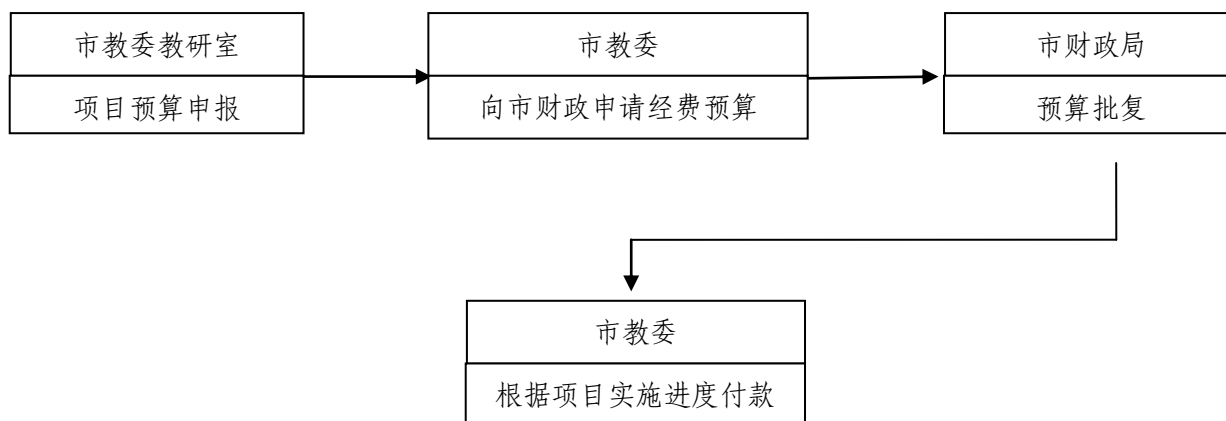 市教委教研室
项目预算申报
市教委
向市财政申请经费预算
市财政局
预算批复
市教委
根据项目实施进度付款